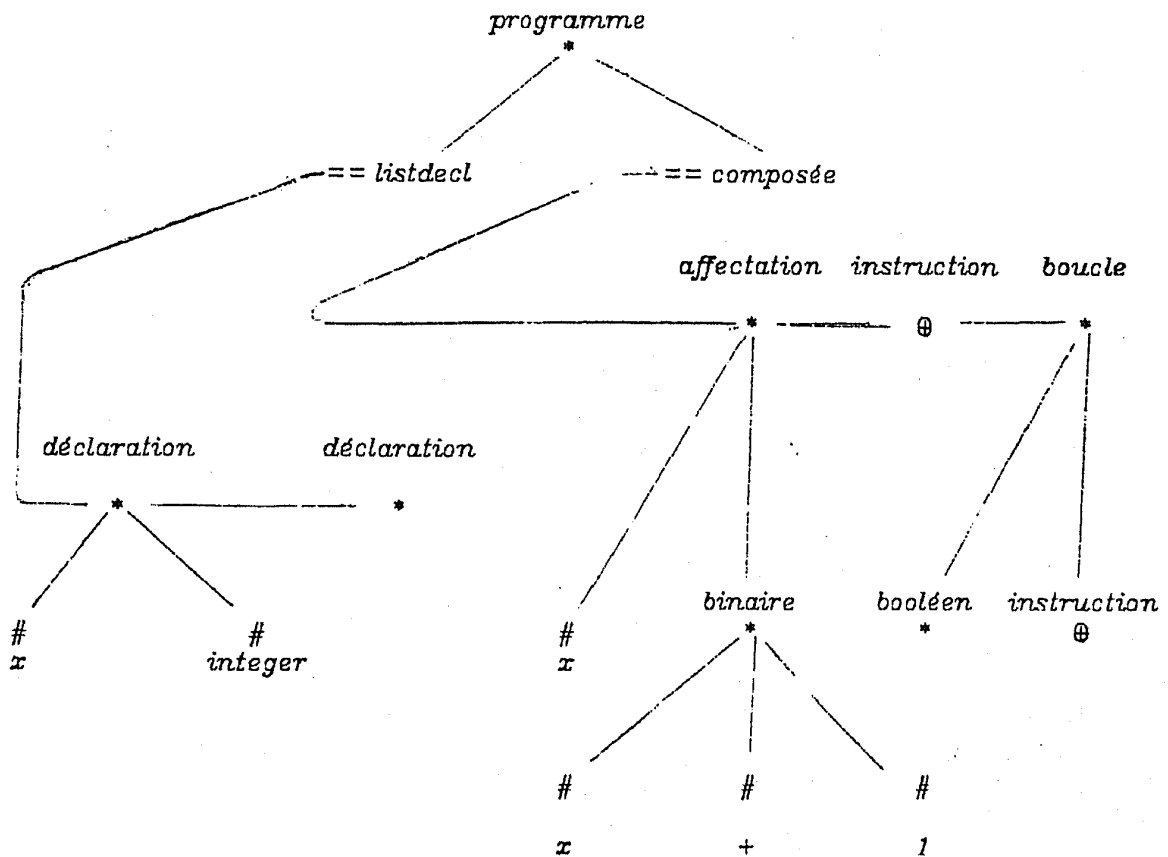 programme
*
== listdecl == composée
affectation instruction boucle
* ⊕ *
déclaration déclaration
* *
binaire booléen instruction
# # # * * ⊕
x integer x
# # #
x + 1